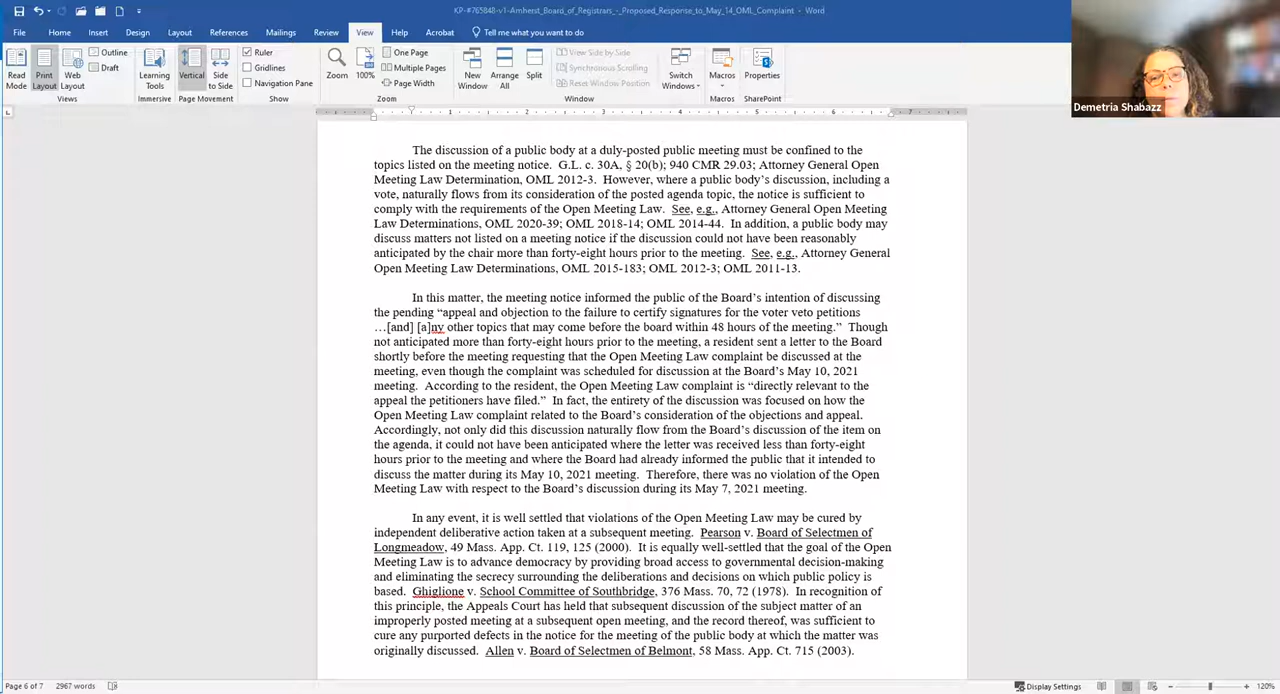 KP-#765848-v1-Amherst_Board_of_Registrars_-_Proposed_Response_to_May_14_OML_Complaint - Word
File Home Insert Design Layout References Mailings Review View Help Acrobat Tell me what you want to do
Read Mode Print Layout Web Layout Outline Draft
Views
Learning Tools
Immersive
Vertical Side to Side
Page Movement
Ruler
Gridlines
Navigation Pane
Show
Zoom 100% One Page
Multiple Pages
Page Width
Zoom
New Window Arrange All Split View Side by Side
Synchronous Scrolling
Reset Window Position
Switch Windows
Window
Macros
Macros
Properties
SharePoint
Demetria Shabazz
1 2 3 4 5 6 7
The discussion of a public body at a duly-posted public meeting must be confined to the
topics listed on the meeting notice. G.L. c. 30A, § 20(b); 940 CMR 29.03; Attorney General Open
Meeting Law Determination, OML 2012-3. However, where a public body's discussion, including a
vote, naturally flows from its consideration of the posted agenda topic, the notice is sufficient to
comply with the requirements of the Open Meeting Law. See, e.g., Attorney General Open Meeting
Law Determinations, OML 2020-39; OML 2018-14; OML 2014-44. In addition, a public body may
discuss matters not listed on a meeting notice if the discussion could not have been reasonably
anticipated by the chair more than forty-eight hours prior to the meeting. See, e.g., Attorney General
Open Meeting Law Determinations, OML 2015-183; OML 2012-3; OML 2011-13.
In this matter, the meeting notice informed the public of the Board's intention of discussing
the pending "appeal and objection to the failure to certify signatures for the voter veto petitions
…[and] [a]ny other topics that may come before the board within 48 hours of the meeting." Though
not anticipated more than forty-eight hours prior to the meeting, a resident sent a letter to the Board
shortly before the meeting requesting that the Open Meeting Law complaint be discussed at the
meeting, even though the complaint was scheduled for discussion at the Board's May 10, 2021
meeting. According to the resident, the Open Meeting Law complaint is "directly relevant to the
appeal the petitioners have filed." In fact, the entirety of the discussion was focused on how the
Open Meeting Law complaint related to the Board's consideration of the objections and appeal.
Accordingly, not only did this discussion naturally flow from the Board's discussion of the item on
the agenda, it could not have been anticipated where the letter was received less than forty-eight
hours prior to the meeting and where the Board had already informed the public that it intended to
discuss the matter during its May 10, 2021 meeting. Therefore, there was no violation of the Open
Meeting Law with respect to the Board's discussion during its May 7, 2021 meeting.
In any event, it is well settled that violations of the Open Meeting Law may be cured by
independent deliberative action taken at a subsequent meeting. Pearson v. Board of Selectmen of
Longmeadow, 49 Mass. App. Ct. 119, 125 (2000). It is equally well-settled that the goal of the Open
Meeting Law is to advance democracy by providing broad access to governmental decision-making
and eliminating the secrecy surrounding the deliberations and decisions on which public policy is
based. Ghiglione v. School Committee of Southbridge, 376 Mass. 70, 72 (1978). In recognition of
this principle, the Appeals Court has held that subsequent discussion of the subject matter of an
improperly posted meeting at a subsequent open meeting, and the record thereof, was sufficient to
cure any purported defects in the notice for the meeting of the public body at which the matter was
originally discussed. Allen v. Board of Selectmen of Belmont, 58 Mass. App. Ct. 715 (2003).
Page 6 of 7 2967 words Display Settings 120%